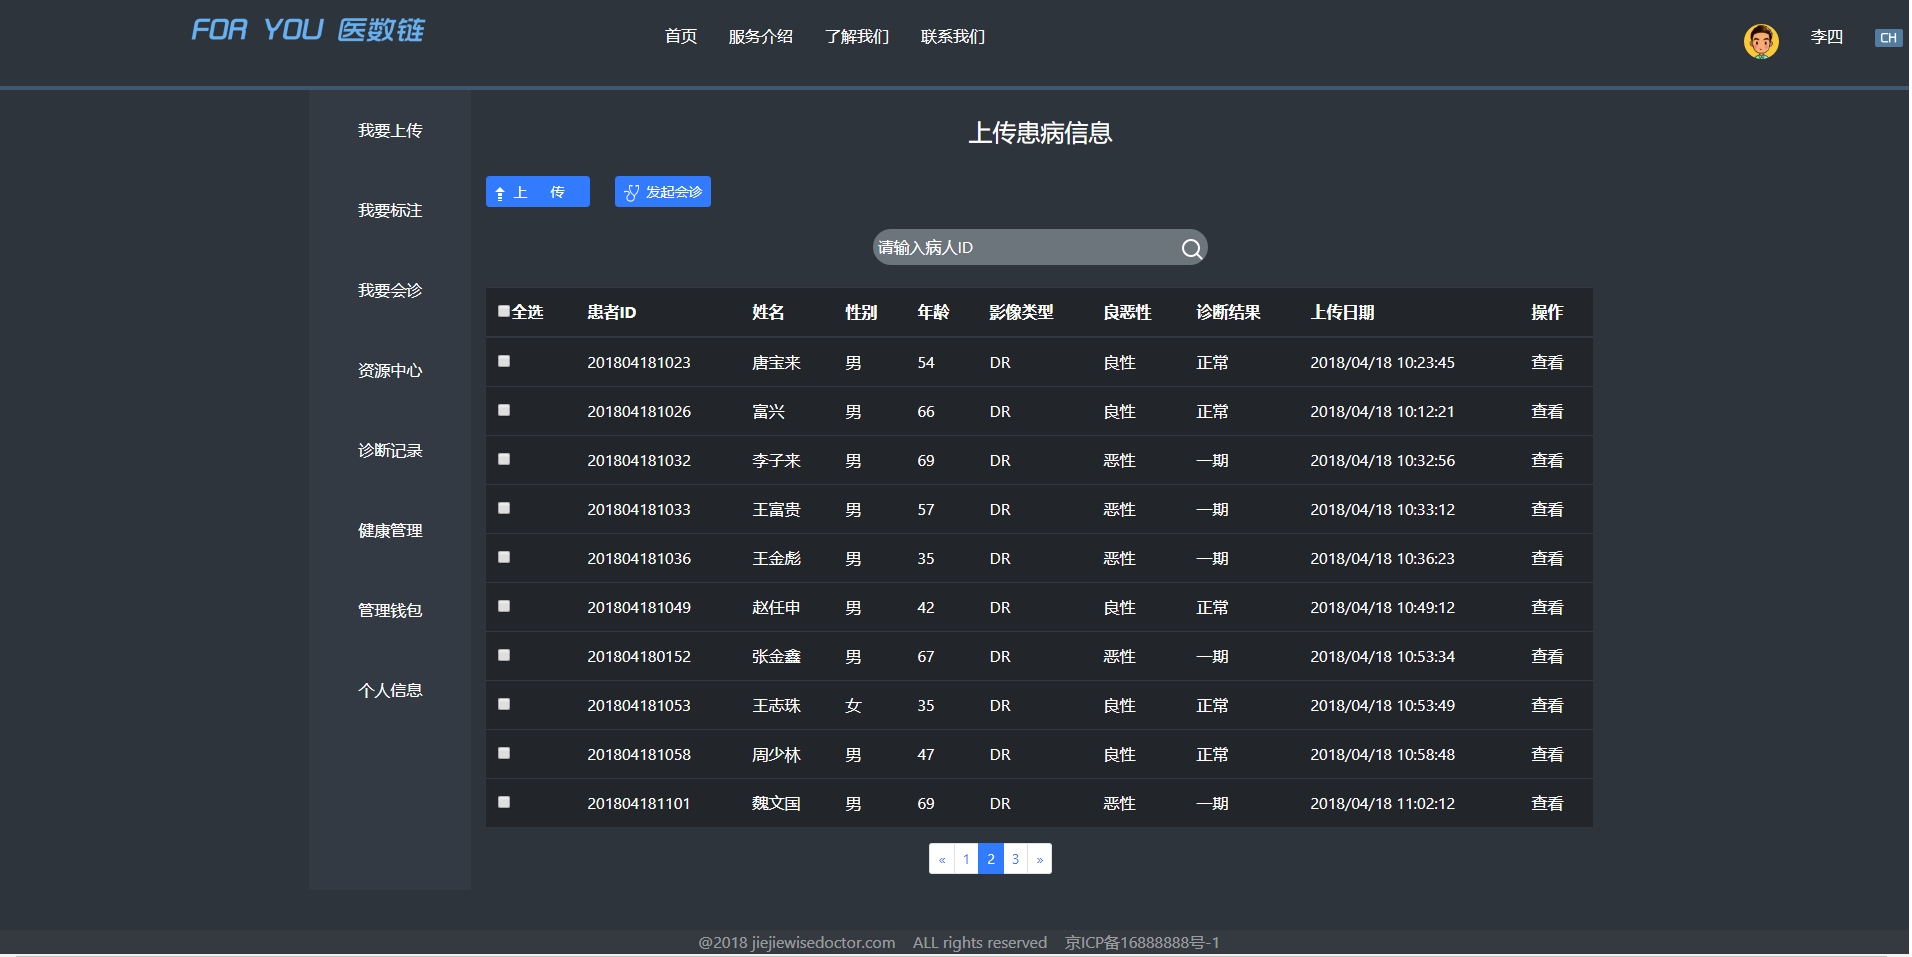 FOR YOU 医数链
首页 服务介绍 了解我们 联系我们
李四 CH
我要上传
我要标注
我要会诊
资源中心
诊断记录
健康管理
管理钱包
个人信息
上传患病信息
上 传 发起会诊
请输入病人ID
全选 患者ID 姓名 性别 年龄 影像类型 良恶性 诊断结果 上传日期 操作
201804181023 唐宝来 男 54 DR 良性 正常 2018/04/18 10:23:45 查看
201804181026 富兴 男 66 DR 良性 正常 2018/04/18 10:12:21 查看
201804181032 李子来 男 69 DR 恶性 一期 2018/04/18 10:32:56 查看
201804181033 王富贵 男 57 DR 恶性 一期 2018/04/18 10:33:12 查看
201804181036 王金彪 男 35 DR 恶性 一期 2018/04/18 10:36:23 查看
201804181049 赵任申 男 42 DR 良性 正常 2018/04/18 10:49:12 查看
201804180152 张金鑫 男 67 DR 恶性 一期 2018/04/18 10:53:34 查看
201804181053 王志珠 女 35 DR 良性 正常 2018/04/18 10:53:49 查看
201804181058 周少林 男 47 DR 良性 正常 2018/04/18 10:58:48 查看
201804181101 魏文国 男 69 DR 恶性 一期 2018/04/18 11:02:12 查看
« 1 2 3 »
@2018 jiejiewisedoctor.com ALL rights reserved 京ICP备16888888号-1